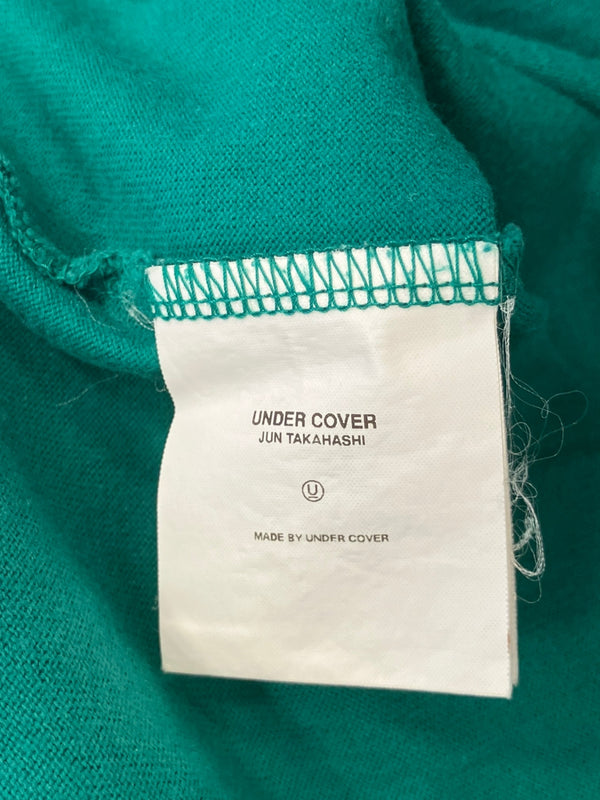 UNDER COVER
JUN TAKAHASHI
U
MADE BY UNDER COVER